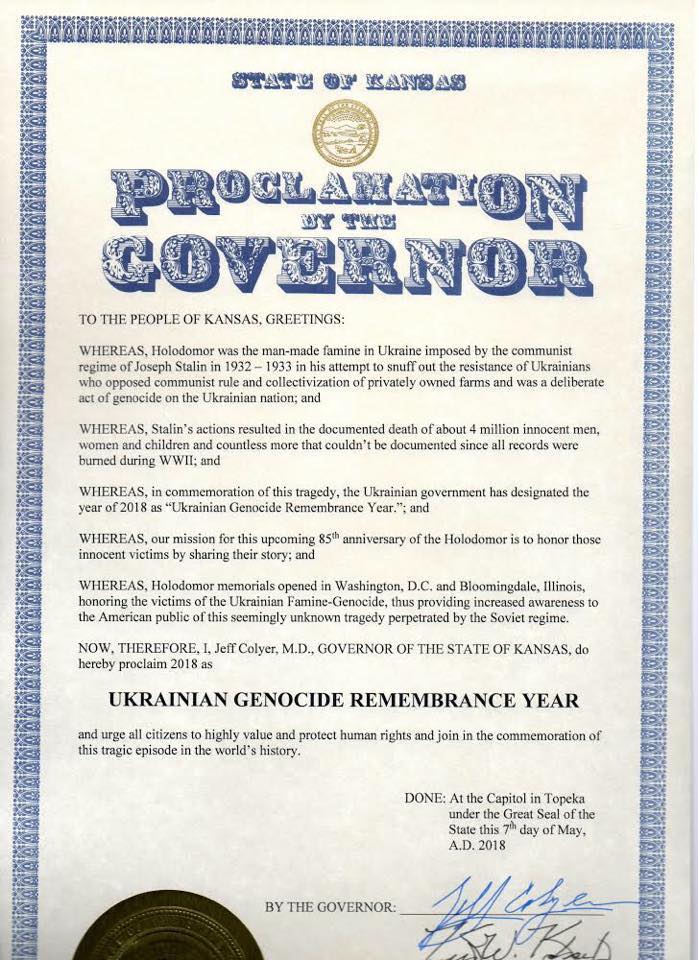 STATE OF KANSAS
PROCLAMATION
BY THE
GOVERNOR
TO THE PEOPLE OF KANSAS, GREETINGS:
WHEREAS, Holodomor was the man-made famine in Ukraine imposed by the communist
regime of Joseph Stalin in 1932 – 1933 in his attempt to snuff out the resistance of Ukrainians
who opposed communist rule and collectivization of privately owned farms and was a deliberate
act of genocide on the Ukrainian nation; and
WHEREAS, Stalin's actions resulted in the documented death of about 4 million innocent men,
women and children and countless more that couldn't be documented since all records were
burned during WWII; and
WHEREAS, in commemoration of this tragedy, the Ukrainian government has designated the
year of 2018 as “Ukrainian Genocide Remembrance Year.”; and
WHEREAS, our mission for this upcoming 85th anniversary of the Holodomor is to honor those
innocent victims by sharing their story; and
WHEREAS, Holodomor memorials opened in Washington, D.C. and Bloomingdale, Illinois,
honoring the victims of the Ukrainian Famine-Genocide, thus providing increased awareness to
the American public of this seemingly unknown tragedy perpetrated by the Soviet regime.
NOW, THEREFORE, I, Jeff Colyer, M.D., GOVERNOR OF THE STATE OF KANSAS, do
hereby proclaim 2018 as
UKRAINIAN GENOCIDE REMEMBRANCE YEAR
and urge all citizens to highly value and protect human rights and join in the commemoration of
this tragic episode in the world's history.
DONE: At the Capitol in Topeka
under the Great Seal of the
State this 7th day of May,
A.D. 2018
BY THE GOVERNOR: Jeff Colyer